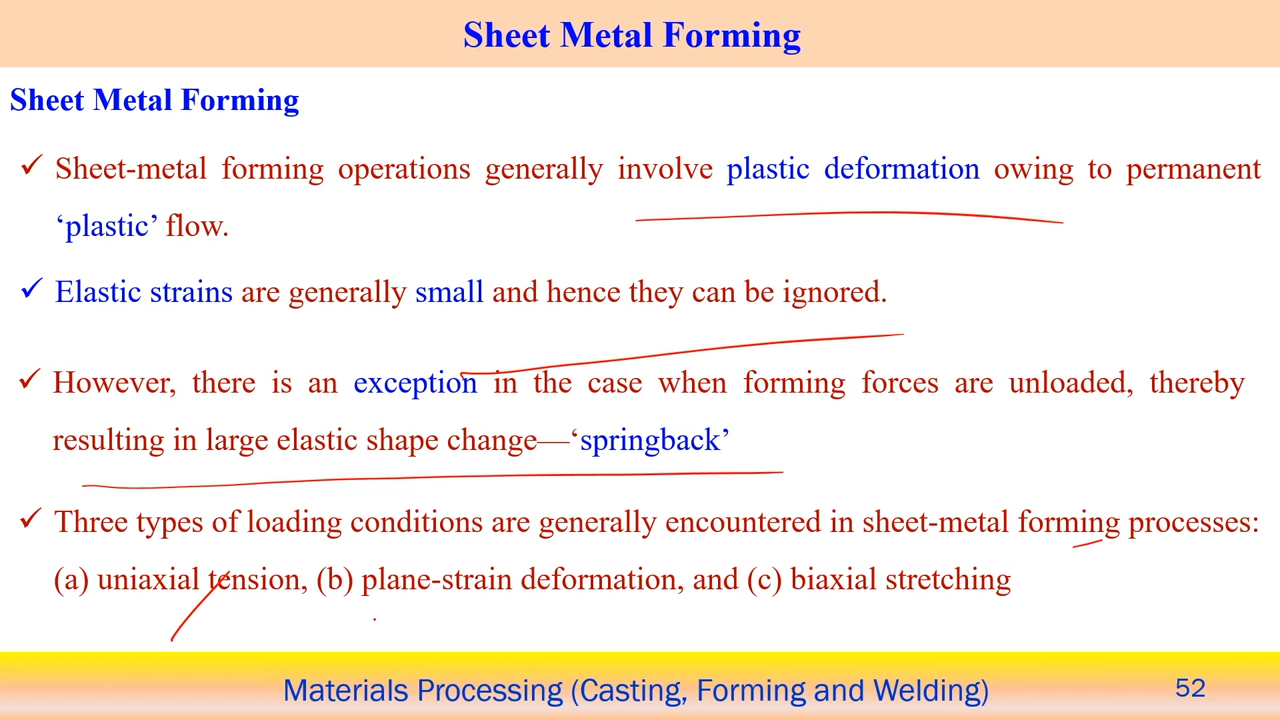 Sheet Metal Forming
Sheet Metal Forming
✓ Sheet-metal forming operations generally involve plastic deformation owing to permanent
‘plastic’ flow.
✓ Elastic strains are generally small and hence they can be ignored.
✓ However, there is an exception in the case when forming forces are unloaded, thereby
resulting in large elastic shape change—‘springback’
✓ Three types of loading conditions are generally encountered in sheet-metal forming processes:
(a) uniaxial tension, (b) plane-strain deformation, and (c) biaxial stretching
Materials Processing (Casting, Forming and Welding)
52